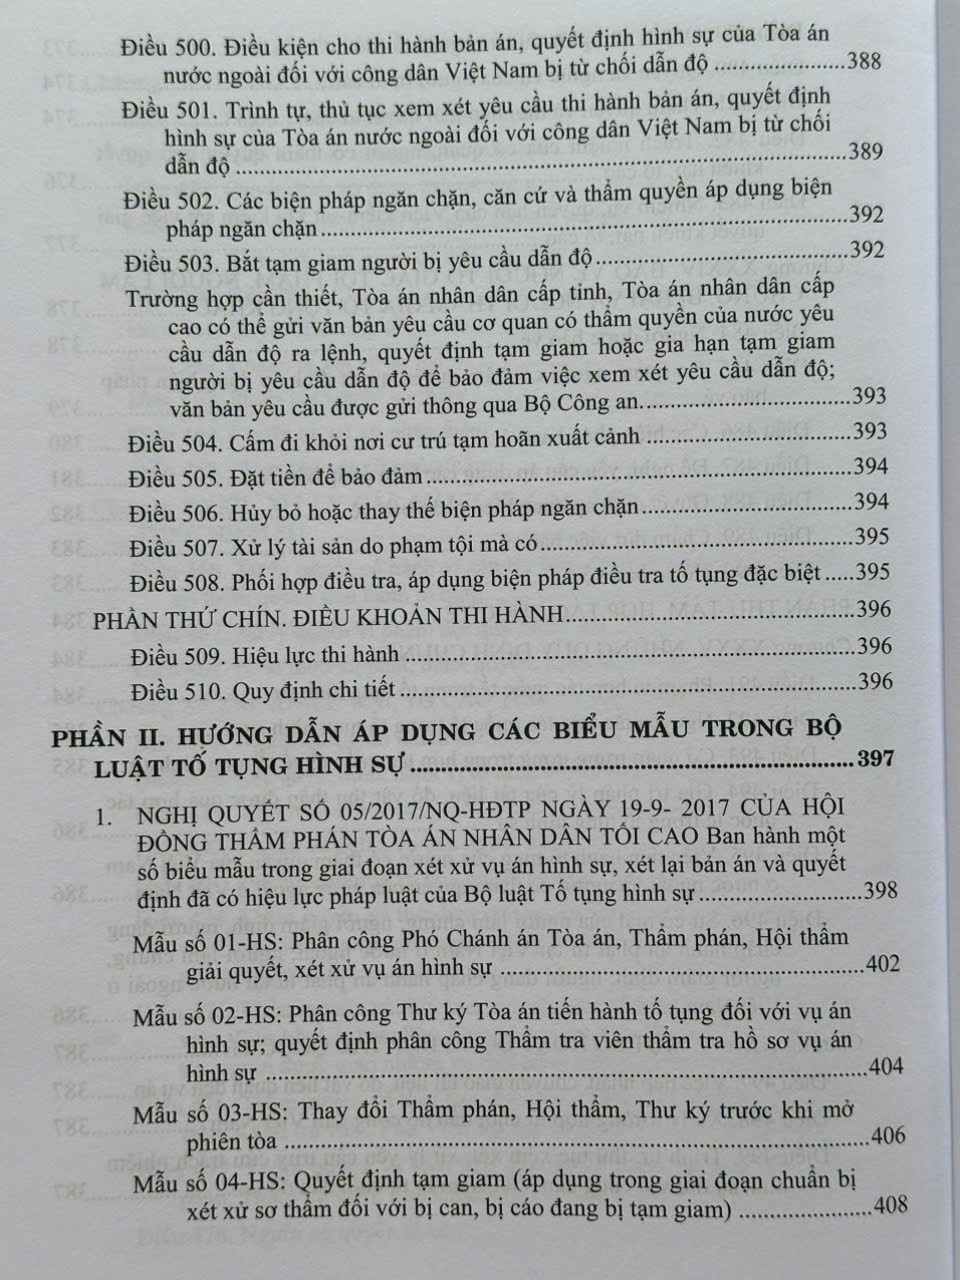 Điều 500. Điều kiện cho thi hành bản án, quyết định hình sự của Tòa án
nước ngoài đối với công dân Việt Nam bị từ chối dẫn độ ....................388
Điều 501. Trình tự, thủ tục xem xét yêu cầu thi hành bản án, quyết định
hình sự của Tòa án nước ngoài đối với công dân Việt Nam bị từ chối
dẫn độ ....................389
Điều 502. Các biện pháp ngăn chặn, căn cứ và thẩm quyền áp dụng biện
pháp ngăn chặn....................392
Điều 503. Bắt tạm giam người bị yêu cầu dẫn độ....................392
Trường hợp cần thiết, Tòa án nhân dân cấp tỉnh, Tòa án nhân dân cấp
cao có thể gửi văn bản yêu cầu cơ quan có thẩm quyền của nước yêu
cầu dẫn độ ra lệnh, quyết định tạm giam hoặc gia hạn tạm giam
người bị yêu cầu dẫn độ để bảo đảm việc xem xét yêu cầu dẫn độ;
văn bản yêu cầu được gửi thông qua Bộ Công an....................393
Điều 504. Cấm đi khỏi nơi cư trú tạm hoãn xuất cảnh ....................393
Điều 505. Đặt tiền để bảo đảm....................394
Điều 506. Hủy bỏ hoặc thay thế biện pháp ngăn chặn....................394
Điều 507. Xử lý tài sản do phạm tội mà có....................395
Điều 508. Phối hợp điều tra, áp dụng biện pháp điều tra tố tụng đặc biệt .....395
PHẦN THỨ CHÍN. ĐIỀU KHOẢN THI HÀNH....................396
Điều 509. Hiệu lực thi hành ....................396
Điều 510. Quy định chi tiết ....................396
PHẦN II. HƯỚNG DẪN ÁP DỤNG CÁC BIỂU MẪU TRONG BỘ
LUẬT TỐ TỤNG HÌNH SỰ ....................397
1. NGHỊ QUYẾT SỐ 05/2017/NQ-HĐTP NGÀY 19-9- 2017 CỦA HỘI
ĐỒNG THẨM PHÁN TÒA ÁN NHÂN DÂN TỐI CAO Ban hành một
số biểu mẫu trong giai đoạn xét xử vụ án hình sự, xét lại bản án và quyết
định đã có hiệu lực pháp luật của Bộ luật Tố tụng hình sự ....................398
Mẫu số 01-HS: Phân công Phó Chánh án Tòa án, Thẩm phán, Hội thẩm
giải quyết, xét xử vụ án hình sự ....................402
Mẫu số 02-HS: Phân công Thư ký Tòa án tiến hành tố tụng đối với vụ án
hình sự; quyết định phân công Thẩm tra viên thẩm tra hồ sơ vụ án
hình sự ....................404
Mẫu số 03-HS: Thay đổi Thẩm phán, Hội thẩm, Thư ký trước khi mở
phiên tòa ....................406
Mẫu số 04-HS: Quyết định tạm giam (áp dụng trong giai đoạn chuẩn bị
xét xử sơ thẩm đối với bị can, bị cáo đang bị tạm giam) ....................408